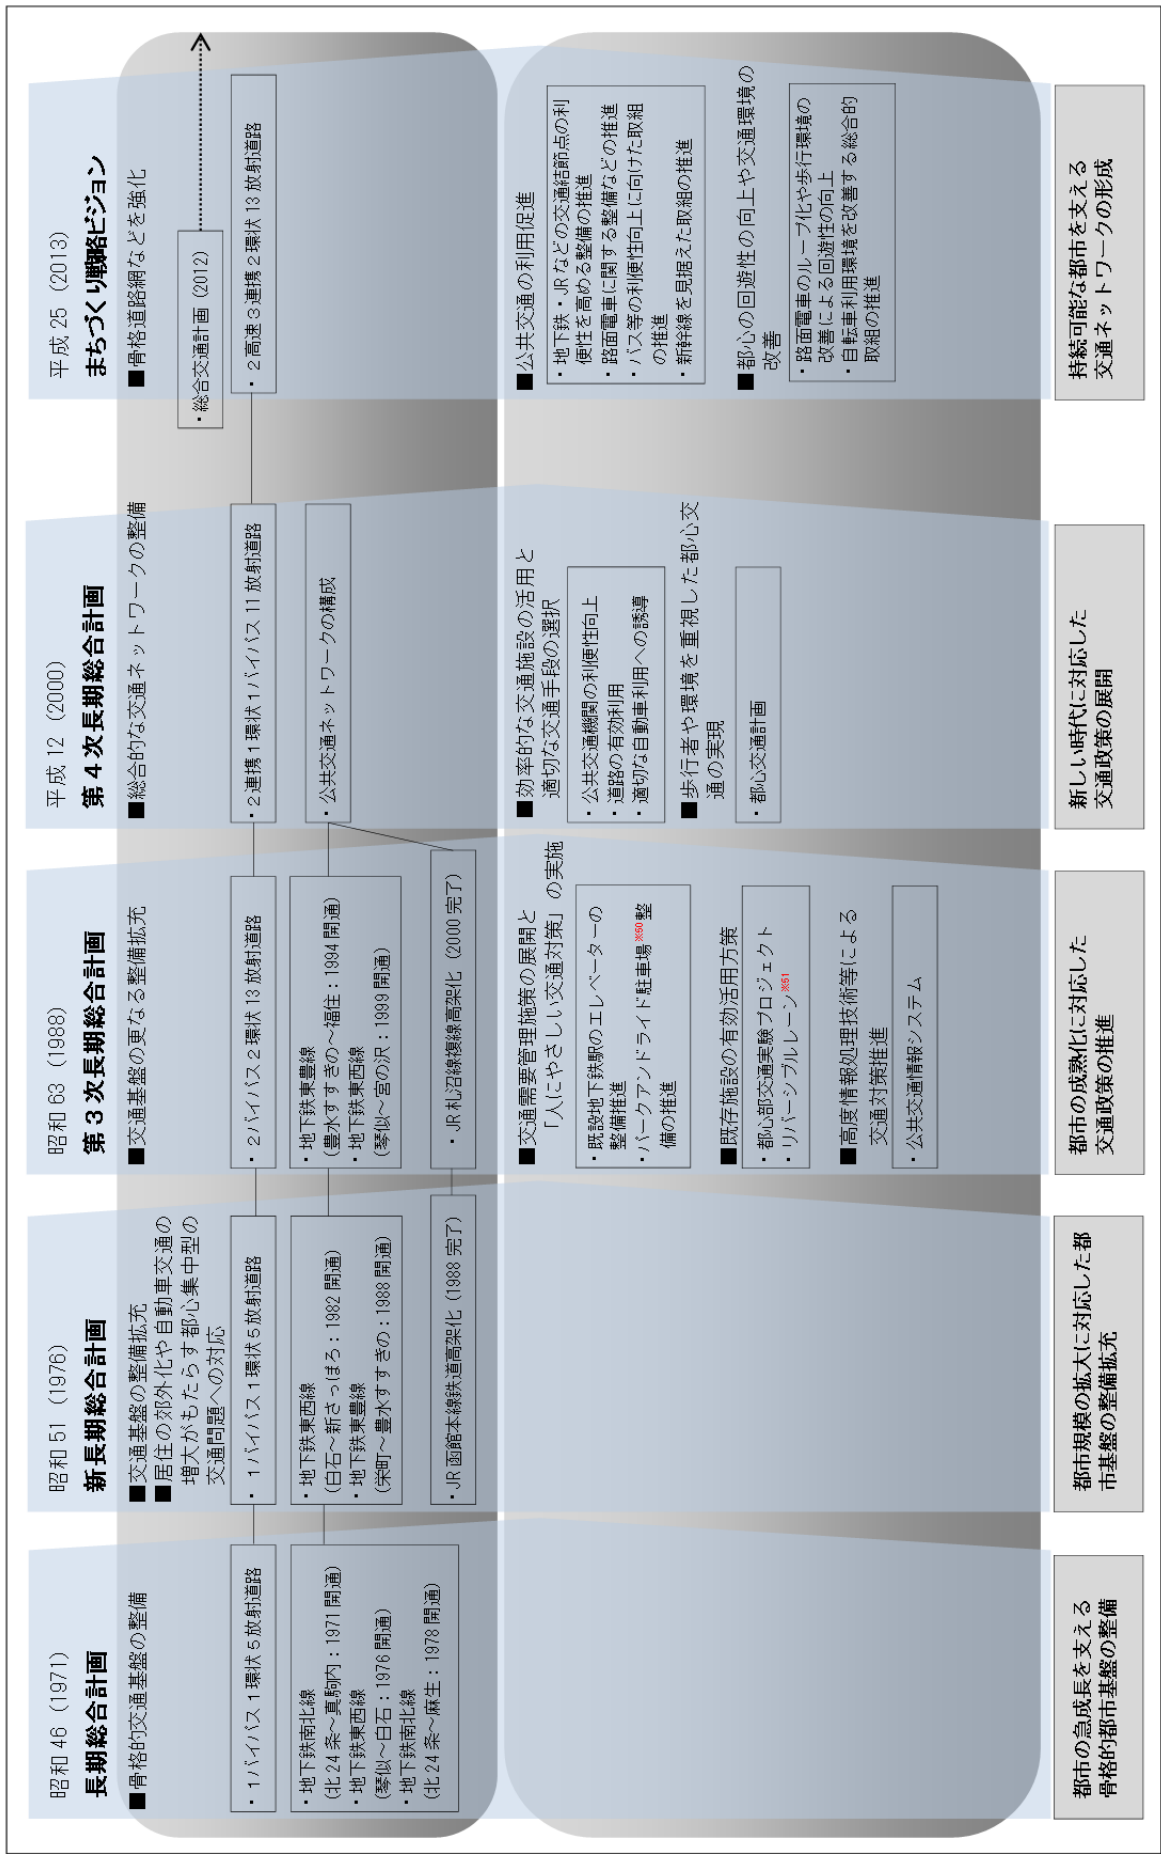 昭和 46 (1971)
長期総合計画
■骨格的交通基盤の整備
・1バイパス1環状5放射道路
・地下鉄南北線
(北24条～真駒内：1971開通)
・地下鉄東西線
(琴似～白石：1976開通)
・地下鉄南北線
(北24条～麻生：1978開通)
都市の急成長を支える
骨格的都市基盤の整備
昭和 51 (1976)
新長期総合計画
■交通基盤の整備拡充
■居住の郊外化や自動車交通の
増大がもたらす都心集中型の
交通問題への対応
・1バイパス1環状5放射道路
・地下鉄東西線
(白石～新さっぽろ：1982開通)
・地下鉄東豊線
(栄町～豊水すすきの：1988開通)
・JR函館本線鉄道高架化(1988完了)
都市規模の拡大に対応した都
市基盤の整備拡充
昭和 63 (1988)
第3次長期総合計画
■交通基盤の更なる整備拡充
・2バイパス2環状13放射道路
・地下鉄東豊線
(豊水すすきの～福住：1994開通)
・地下鉄東西線
(琴似～宮の沢：1999開通)
・JR札沼線複線高架化(2000完了)
■交通需要管理施策の展開と
「人にやさしい交通対策」の実施
・既設地下鉄駅のエレベーターの
整備推進
・パークアンドライド駐車場※60整
備の推進
■既存施設の有効活用方策
・都心部交通実験プロジェクト
・リバーシブルレーン※61
■高度情報処理技術等による
交通対策推進
・公共交通情報システム
都市の成熟化に対応した
交通政策の推進
平成 12 (2000)
第4次長期総合計画
■総合的な交通ネットワークの整備
・2連携1環状1バイパス11放射道路
・公共交通ネットワークの構成
■効率的な交通施設の活用と
適切な交通手段の選択
・公共交通機関の利便性向上
・道路の有効利用
・適切な自動車利用への誘導
■歩行者や環境を重視した都心交
通の実現
・都心交通計画
新しい時代に対応した
交通政策の展開
平成 25 (2013)
まちづくり戦略ビジョン
■骨格道路網などを強化
・総合交通計画(2012)
・2高速3連携2環状13放射道路
■公共交通の利用促進
・地下鉄・JRなどの交通結節点の利
便性を高める整備の推進
・路面電車に関する整備などの推進
・バス等の利便性向上に向けた取組
の推進
・新幹線を見据えた取組の推進
■都心の回遊性の向上や交通環境の
改善
・路面電車のループ化や歩行環境の
改善による回遊性の向上
・自転車利用環境を改善する総合的
取組の推進
持続可能な都市を支える
交通ネットワークの形成